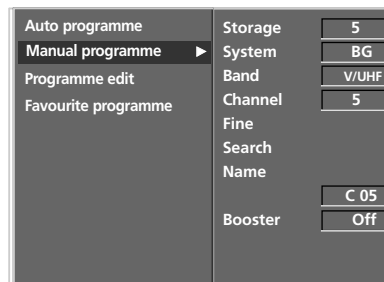 Auto programme
Manual programme ►
Programme edit
Favourite programme
Storage 5
System BG
Band V/UHF
Channel 5
Fine
Search
Name
C 05
Booster Off